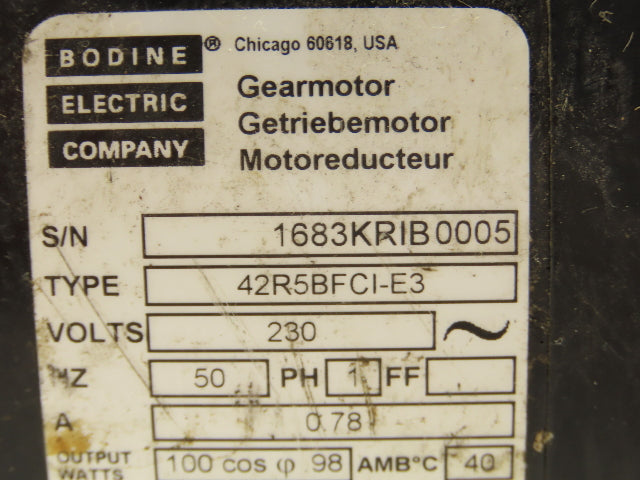 BODINE ® Chicago 60618, USA
ELECTRIC
COMPANY
Gearmotor
Getriebemotor
Motoreducteur
S/N 1683KRIB0005
TYPE 42R5BFCI-E3
VOLTS 230 ~
HZ 50 PH 1 FF
A 0.78
OUTPUT WATTS 100 cos φ .98 AMB°C 40